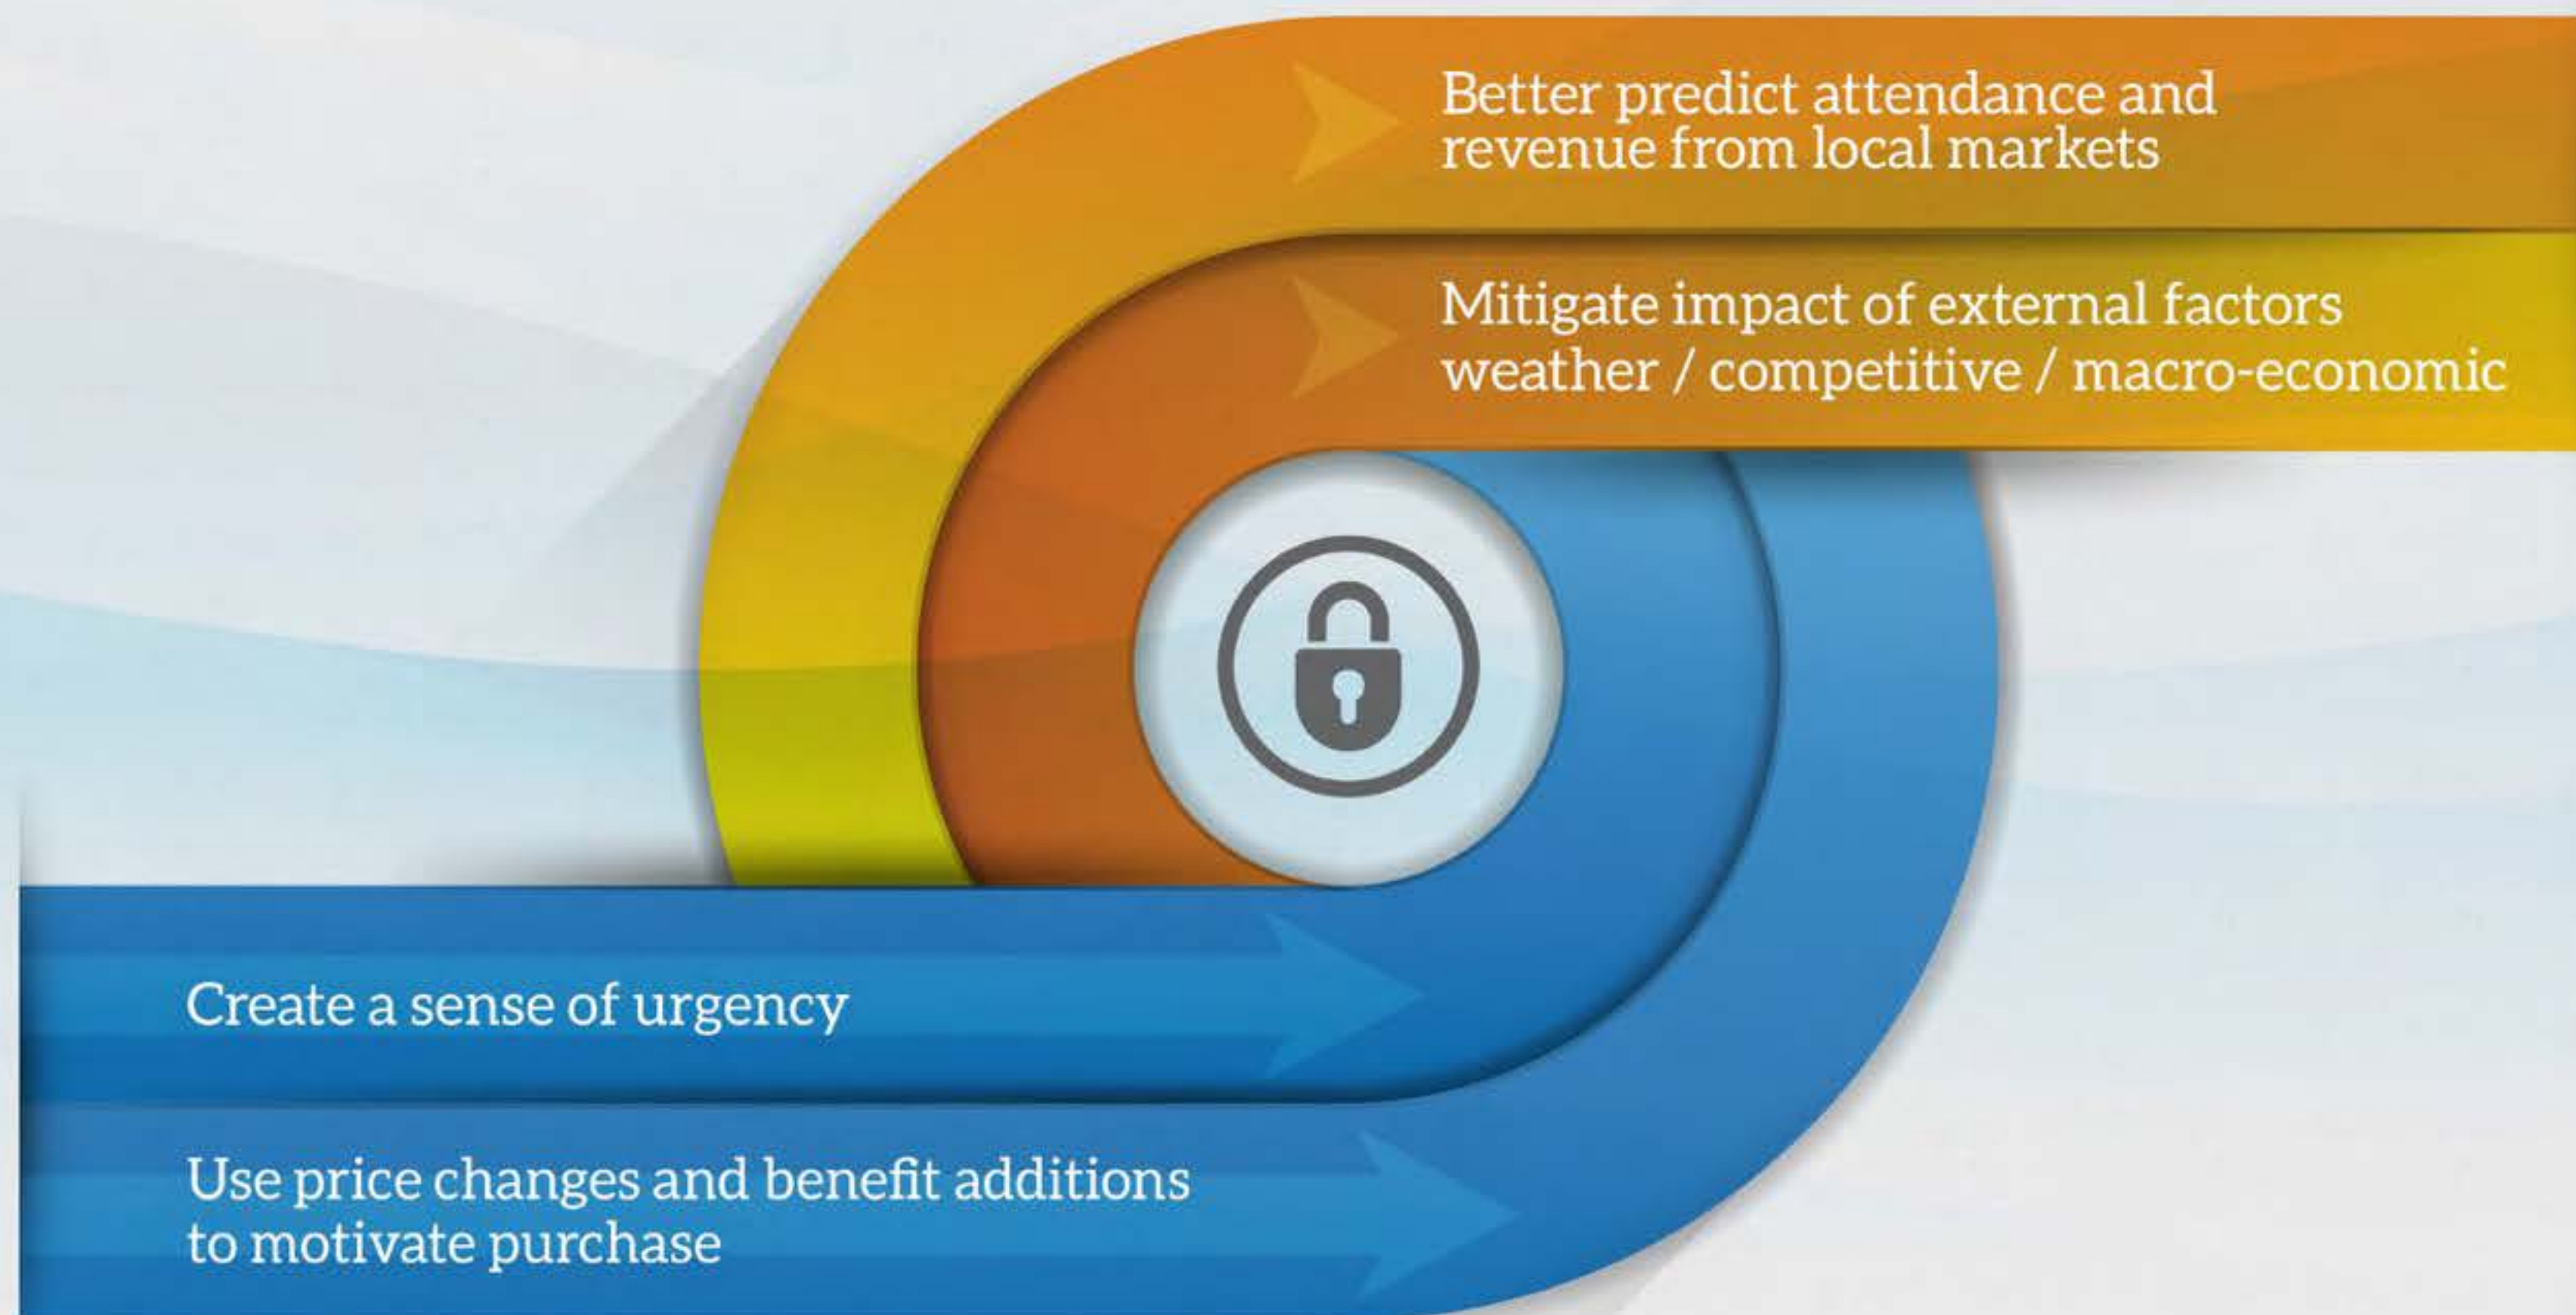 Better predict attendance and
revenue from local markets
Mitigate impact of external factors
weather / competitive / macro-economic
Create a sense of urgency
Use price changes and benefit additions
to motivate purchase